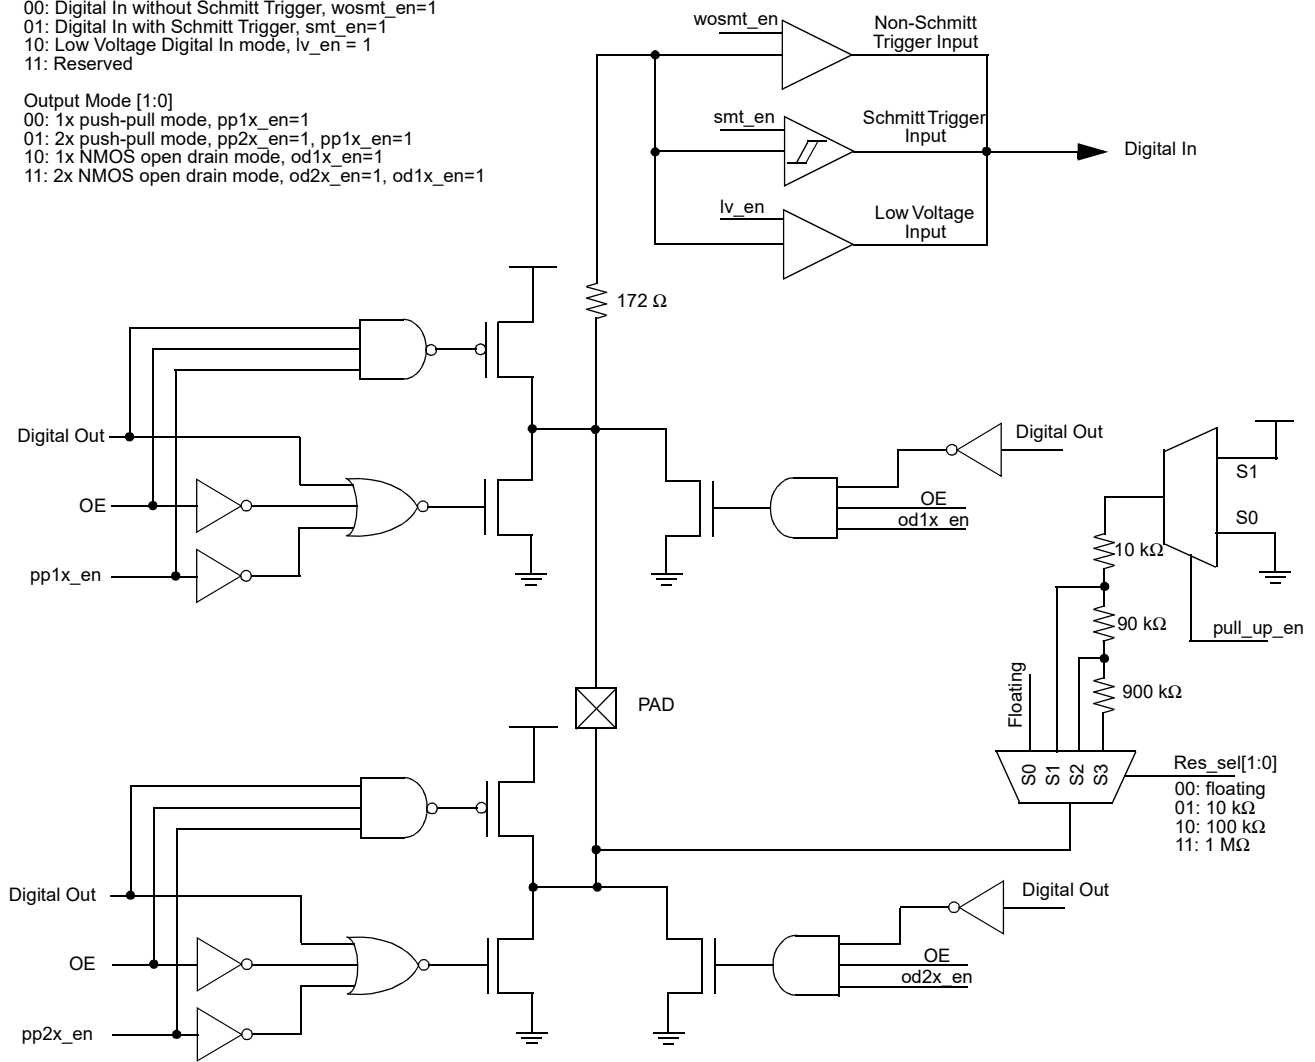 00: Digital In without Schmitt Trigger, wosmt_en=1
01: Digital In with Schmitt Trigger, smt_en=1
10: Low Voltage Digital In mode, lv_en = 1
11: Reserved
Output Mode [1:0]
00: 1x push-pull mode, pp1x_en=1
01: 2x push-pull mode, pp2x_en=1, pp1x_en=1
10: 1x NMOS open drain mode, od1x_en=1
11: 2x NMOS open drain mode, od2x_en=1, od1x_en=1
wosmt_en
Non-Schmitt
Trigger Input
smt_en
Schmitt Trigger
Input
Digital In
lv_en
Low Voltage
Input
172 Ω
Digital Out
OE
pp1x_en
Digital Out
OE
od1x_en
S1
S0
10 kΩ
90 kΩ
pull_up_en
900 kΩ
Floating
PAD
S0
S1
S2
S3
Res_sel[1:0]
00: floating
01: 10 kΩ
10: 100 kΩ
11: 1 MΩ
Digital Out
OE
pp2x_en
Digital Out
OE
od2x_en